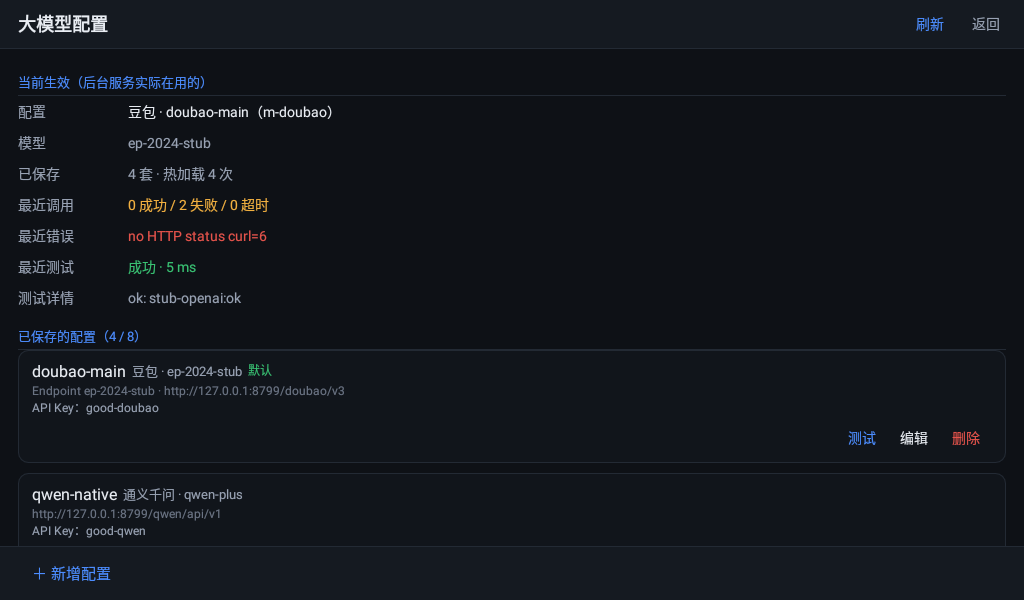 大模型配置 刷新 返回
当前生效（后台服务实际在用的）
配置 豆包 · doubao-main（m-doubao）
模型 ep-2024-stub
已保存 4 套 · 热加载 4 次
最近调用 0 成功 / 2 失败 / 0 超时
最近错误 no HTTP status curl=6
最近测试 成功 · 5 ms
测试详情 ok: stub-openai:ok
已保存的配置（4 / 8）
doubao-main 豆包 · ep-2024-stub 默认
Endpoint ep-2024-stub · http://127.0.0.1:8799/doubao/v3
API Key：good-doubao
测试 编辑 删除
qwen-native 通义千问 · qwen-plus
http://127.0.0.1:8799/qwen/api/v1
API Key：good-qwen
＋ 新增配置